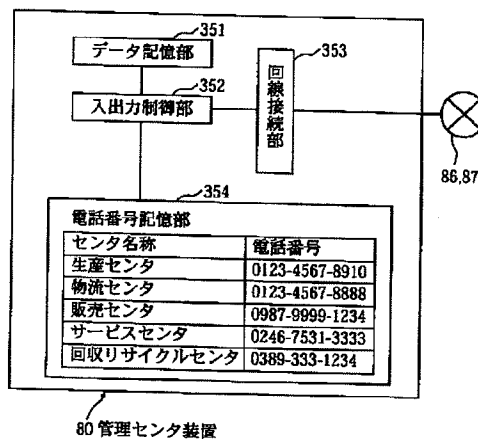 351
データ記憶部
353
352
入出力制御部
回線接続部
86,87
354
電話番号記憶部
センタ名称 電話番号
生産センタ 0123-4567-8910
物流センタ 0123-4567-8888
販売センタ 0987-9999-1234
サービスセンタ 0246-7531-3333
回収リサイクルセンタ 0389-333-1234
80 管理センタ装置